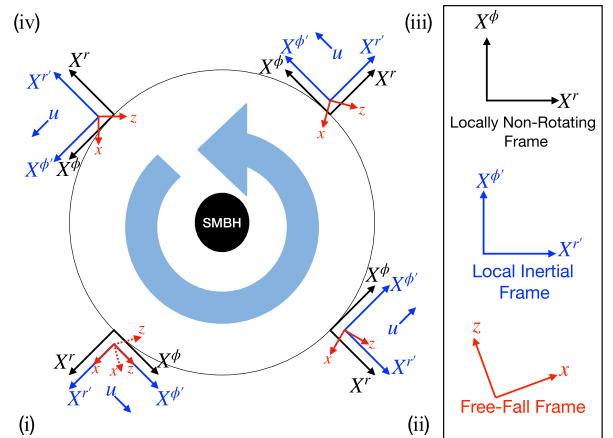 (iv)
(iii)
X^ϕ′
u
X^r′
X^r
X^ϕ
X^r
X^r′
u
z
x
X^ϕ′
X^ϕ
z
x
SMBH
X^ϕ
X^ϕ′
u
z
x
X^r′
X^r
X^r
X^r′
z
x
x
z
u
X^ϕ
X^ϕ′
(i)
(ii)
X^ϕ
X^r
Locally Non-Rotating
Frame
X^ϕ′
X^r′
Local Inertial
Frame
z
x
Free-Fall Frame